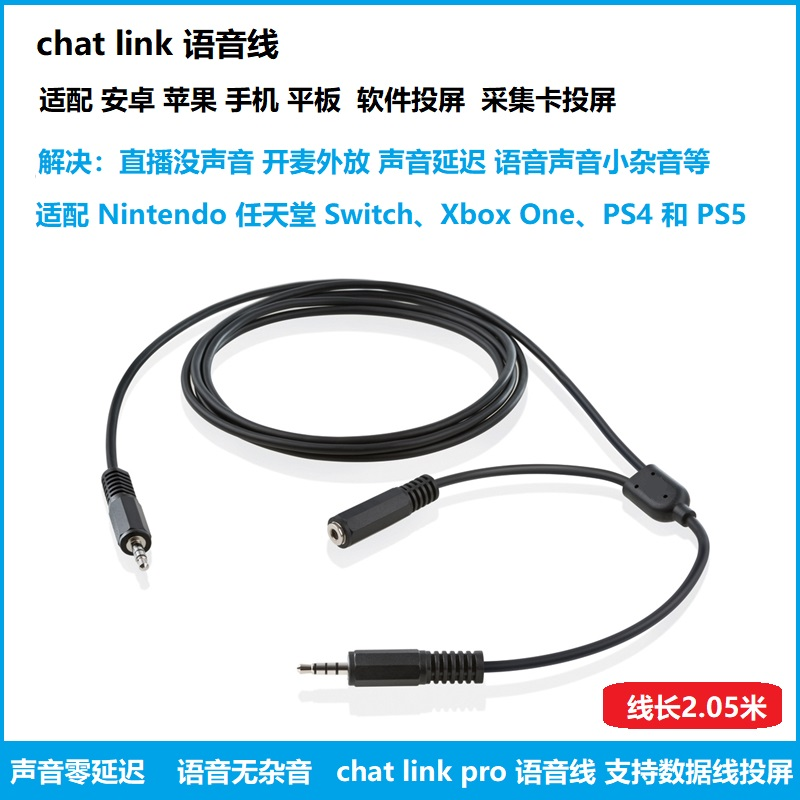 chat link 语音线
适配 安卓 苹果 手机 平板 软件投屏 采集卡投屏
解决：直播没声音 开麦外放 声音延迟 语音声音小杂音等
适配 Nintendo 任天堂 Switch、Xbox One、PS4 和 PS5
线长2.05米
声音零延迟 语音无杂音 chat link pro 语音线 支持数据线投屏